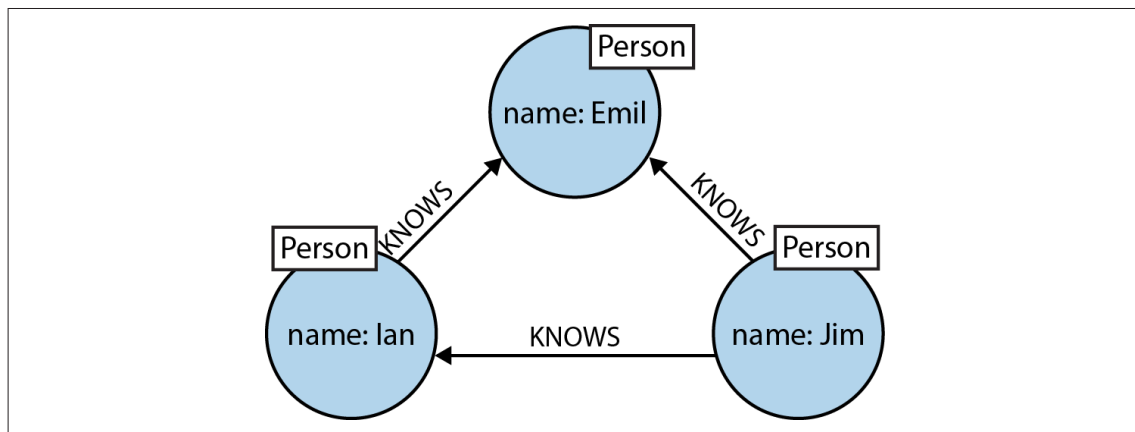 Person
name: Emil
KNOWS
KNOWS
Person
Person
name: Ian
KNOWS
name: Jim